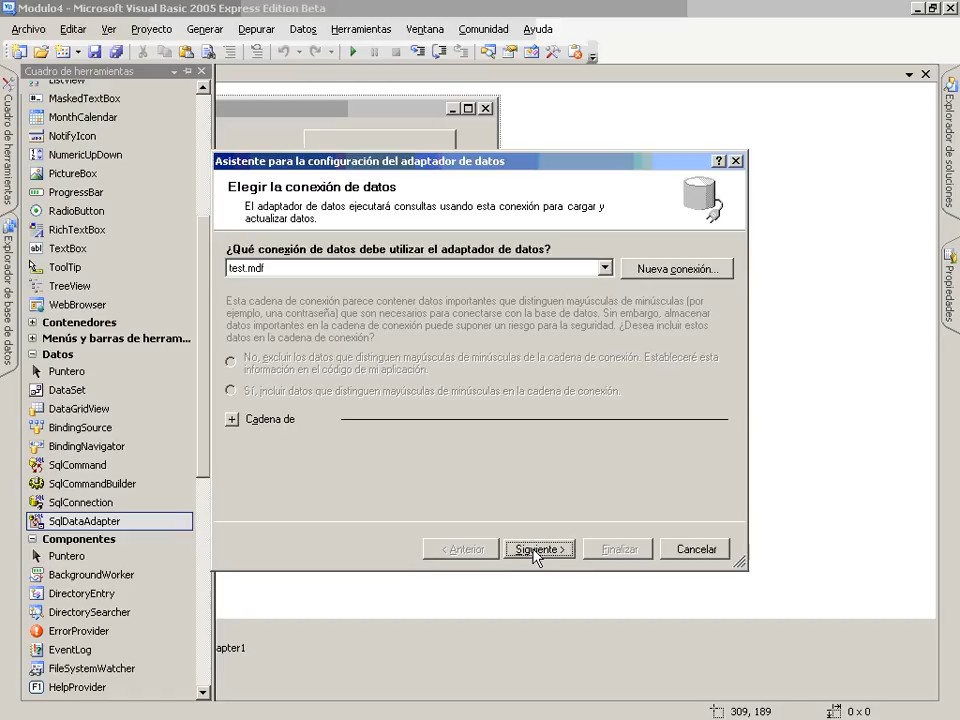 Modulo4 - Microsoft Visual Basic 2005 Express Edition Beta
Archivo Editar Ver Proyecto Generar Depurar Datos Herramientas Ventana Comunidad Ayuda
Cuadro de herramientas
Cuadro de herramientas
Explorador de base de datos
ListView
MaskedTextBox
MonthCalendar
NotifyIcon
NumericUpDown
PictureBox
ProgressBar
RadioButton
RichTextBox
TextBox
ToolTip
TreeView
WebBrowser
Contenedores
Menús y barras de herram...
Datos
Puntero
DataSet
DataGridView
BindingSource
BindingNavigator
SqlCommand
SqlCommandBuilder
SqlConnection
SqlDataAdapter
Componentes
Puntero
BackgroundWorker
DirectoryEntry
DirectorySearcher
ErrorProvider
EventLog
FileSystemWatcher
HelpProvider
Asistente para la configuración del adaptador de datos
Elegir la conexión de datos
El adaptador de datos ejecutará consultas usando esta conexión para cargar y
actualizar datos.
¿Qué conexión de datos debe utilizar el adaptador de datos?
test.mdf
Nueva conexión...
Esta cadena de conexión parece contener datos importantes que distinguen mayúsculas de minúsculas (por
ejemplo, una contraseña) que son necesarios para conectarse con la base de datos. Sin embargo, almacenar
datos importantes en la cadena de conexión puede suponer un riesgo para la seguridad. ¿Desea incluir estos
datos en la cadena de conexión?
No, excluir los datos que distinguen mayúsculas de minúsculas de la cadena de conexión. Estableceré esta
información en el código de mi aplicación.
Sí, incluir datos que distinguen mayúsculas de minúsculas en la cadena de conexión.
Cadena de
< Anterior
Siguiente >
Finalizar
Cancelar
apter1
Explorador de soluciones
Propiedades
309, 189
0 x 0